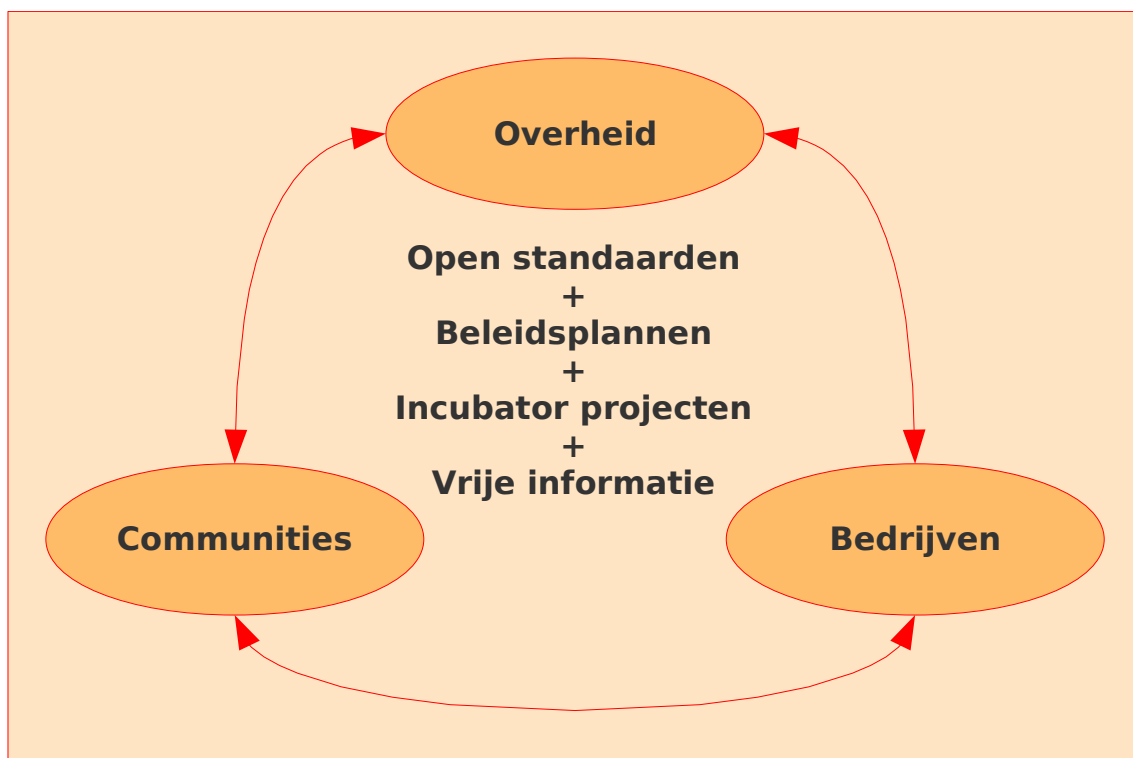 Overheid
Open standaarden
+
Beleidsplannen
+
Incubator projecten
+
Vrije informatie
Communities
Bedrijven